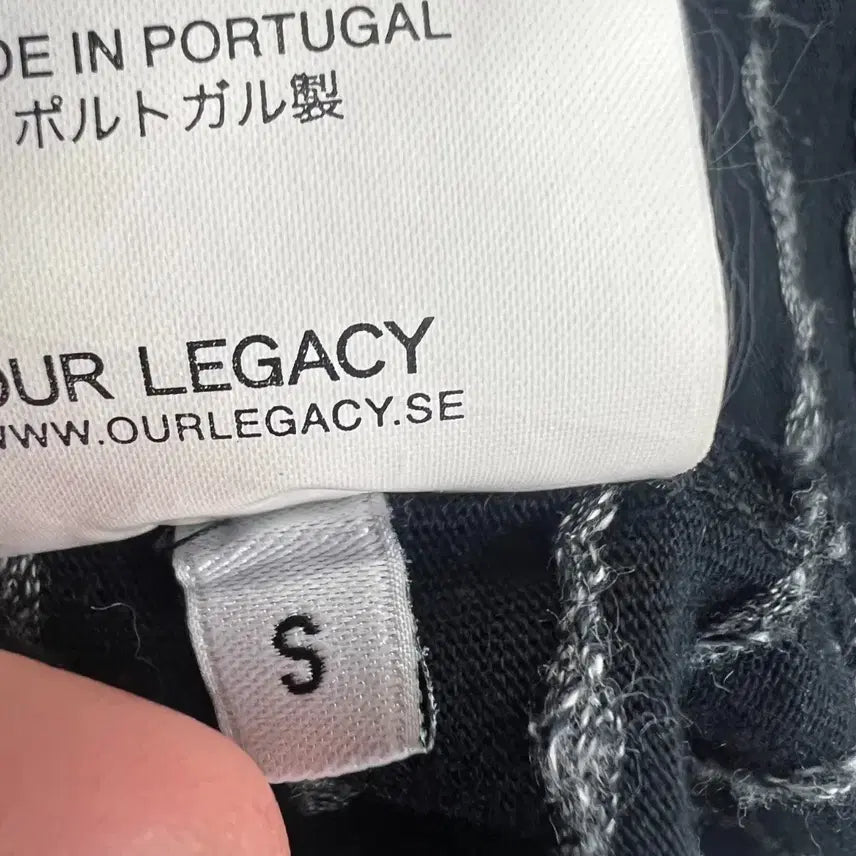 DE IN PORTUGAL
ポルトガル製
OUR LEGACY
WWW.OURLEGACY.SE
S